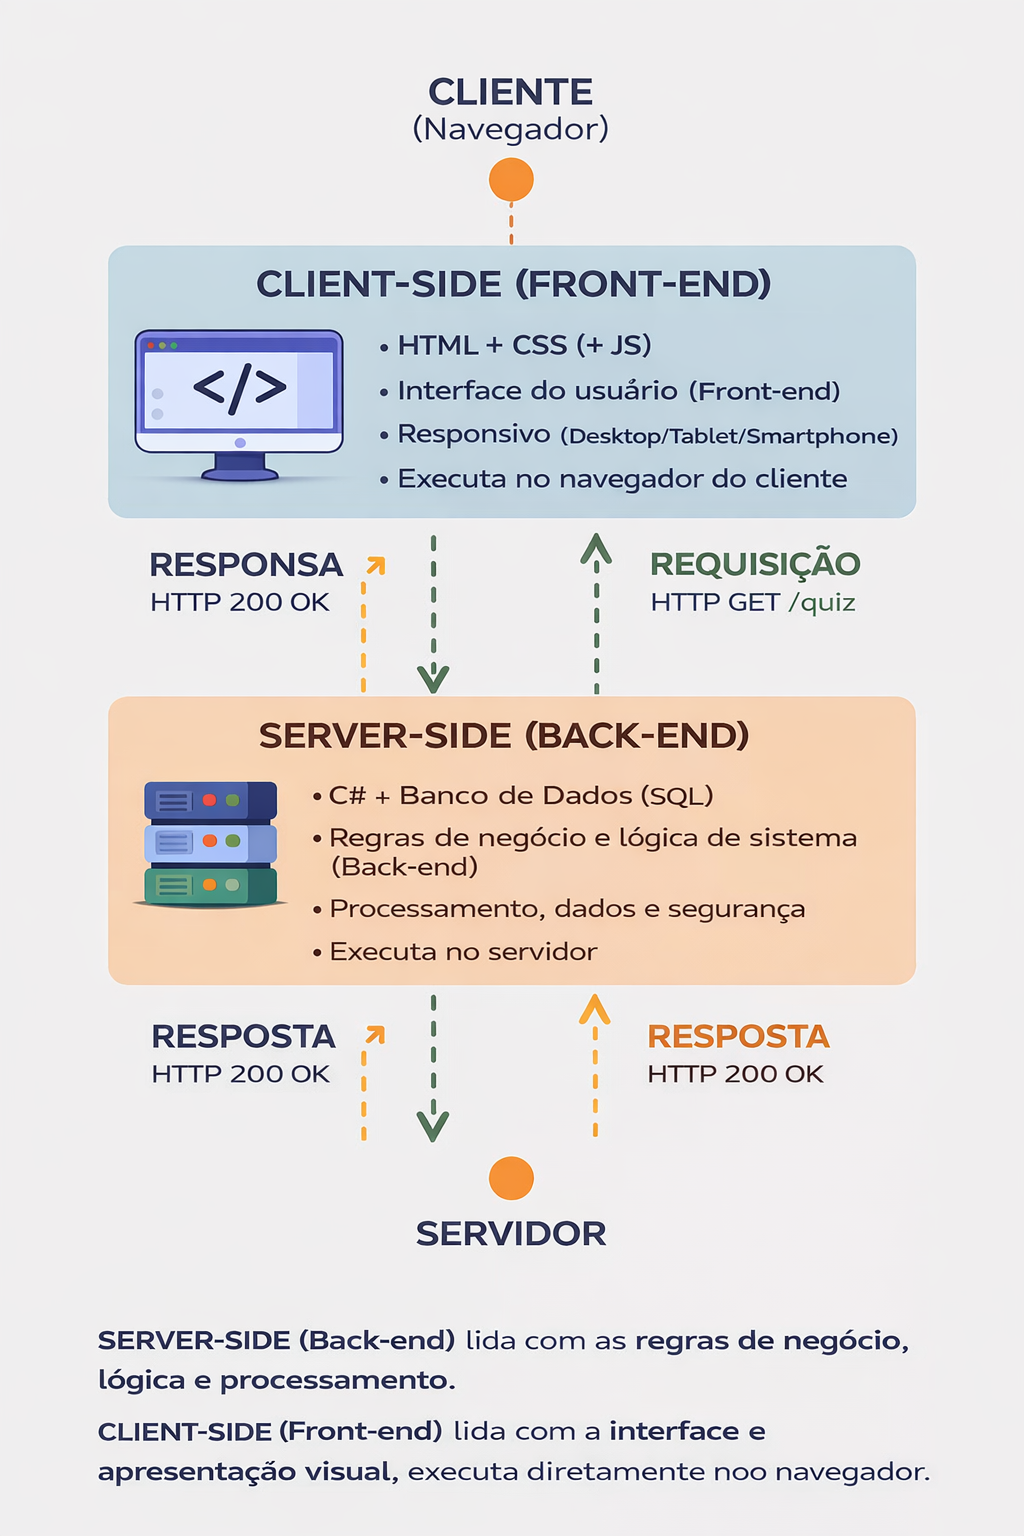 CLIENTE
(Navegador)
CLIENT-SIDE (FRONT-END)
</>
• HTML + CSS (+ JS)
• Interface do usuário (Front-end)
• Responsivo (Desktop/Tablet/Smartphone)
• Executa no navegador do cliente
RESPONSA
HTTP 200 OK
REQUISIÇÃO
HTTP GET /quiz
SERVER-SIDE (BACK-END)
• C# + Banco de Dados (SQL)
• Regras de negócio e lógica de sistema
(Back-end)
• Processamento, dados e segurança
• Executa no servidor
RESPOSTA
HTTP 200 OK
RESPOSTA
HTTP 200 OK
SERVIDOR
SERVER-SIDE (Back-end) lida com as regras de negócio,
lógica e processamento.
CLIENT-SIDE (Front-end) lida com a interface e
apresentação visual, executa diretamente noo navegador.